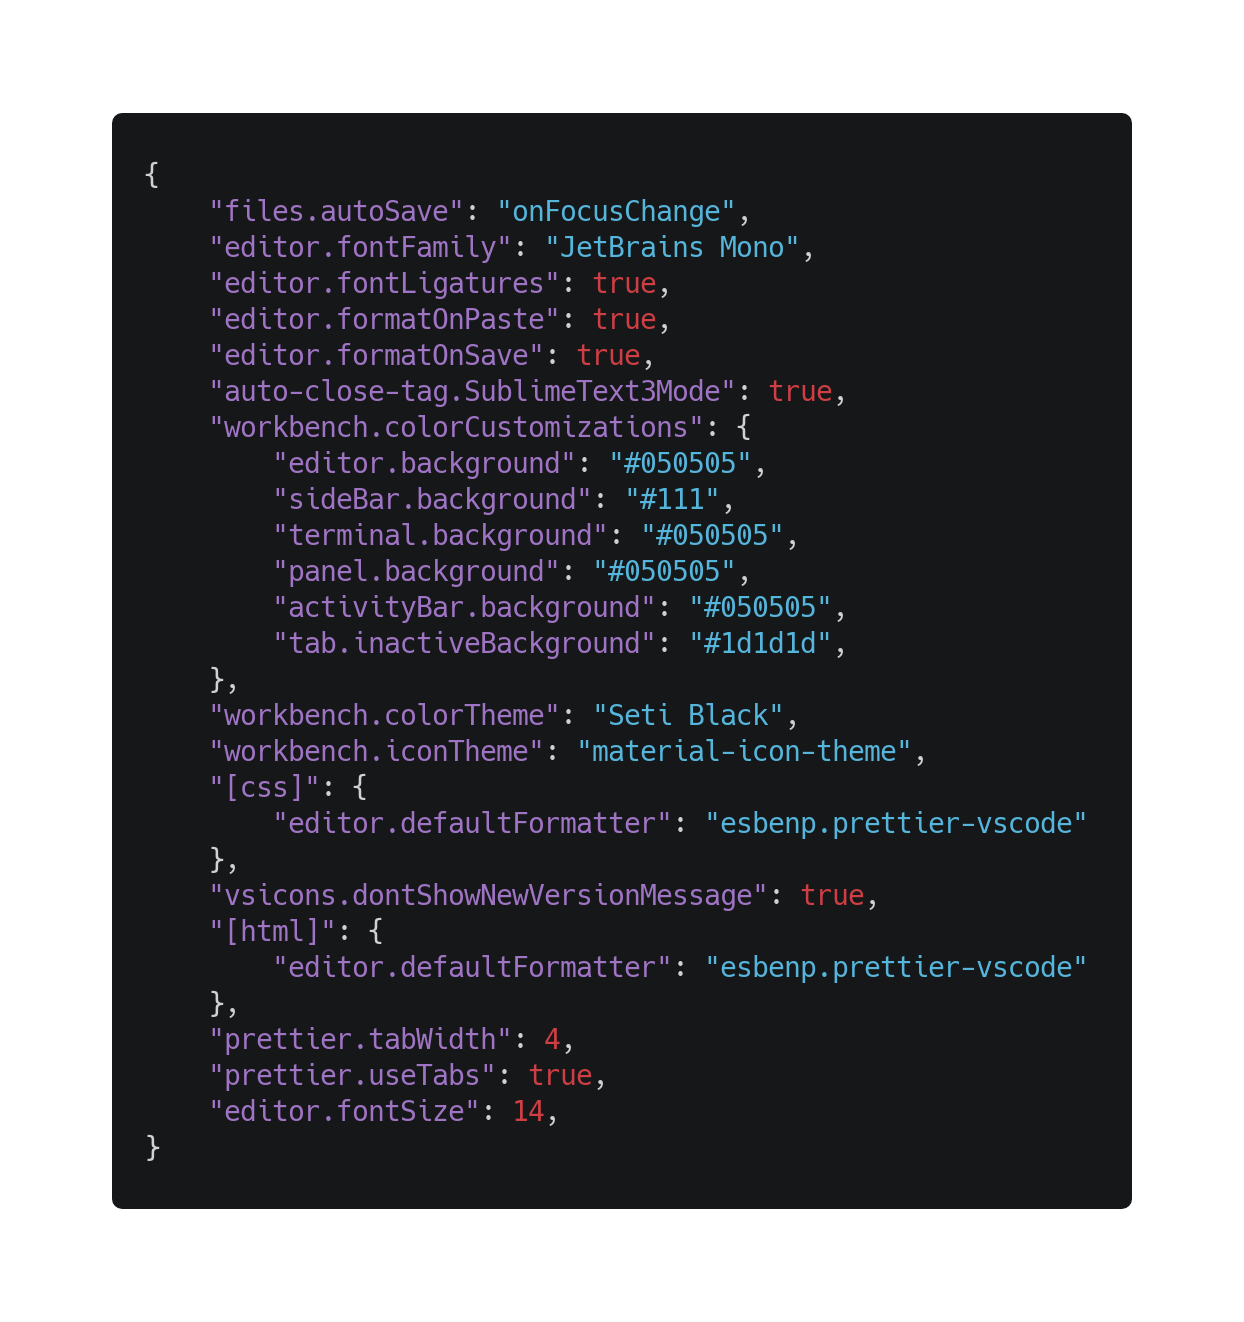 {
    "files.autoSave": "onFocusChange",
    "editor.fontFamily": "JetBrains Mono",
    "editor.fontLigatures": true,
    "editor.formatOnPaste": true,
    "editor.formatOnSave": true,
    "auto-close-tag.SublimeText3Mode": true,
    "workbench.colorCustomizations": {
        "editor.background": "#050505",
        "sideBar.background": "#111",
        "terminal.background": "#050505",
        "panel.background": "#050505",
        "activityBar.background": "#050505",
        "tab.inactiveBackground": "#1d1d1d",
    },
    "workbench.colorTheme": "Seti Black",
    "workbench.iconTheme": "material-icon-theme",
    "[css]": {
        "editor.defaultFormatter": "esbenp.prettier-vscode"
    },
    "vsicons.dontShowNewVersionMessage": true,
    "[html]": {
        "editor.defaultFormatter": "esbenp.prettier-vscode"
    },
    "prettier.tabWidth": 4,
    "prettier.useTabs": true,
    "editor.fontSize": 14,
}